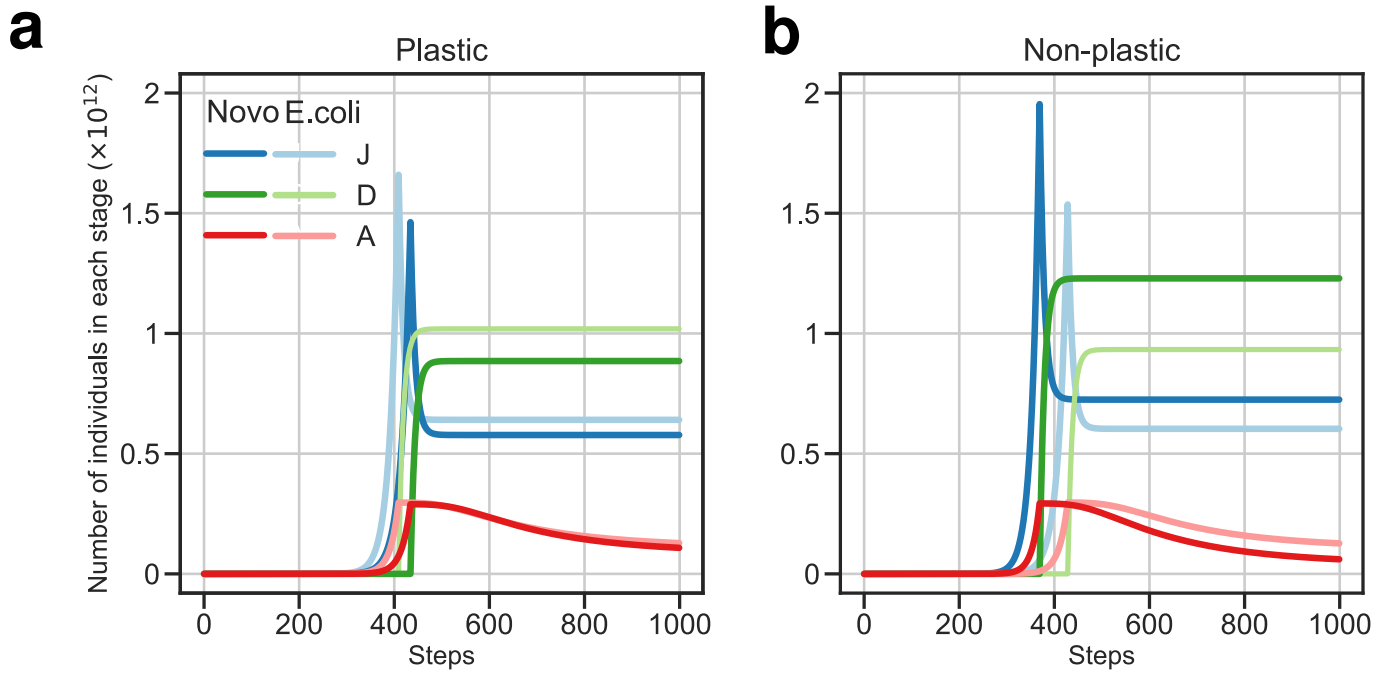 a
Plastic
Number of individuals in each stage (×10¹²)
2
1.5
1
0.5
0
Novo E.coli
J
D
A
0 200 400 600 800 1000
Steps
b
Non-plastic
2
1.5
1
0.5
0
0 200 400 600 800 1000
Steps